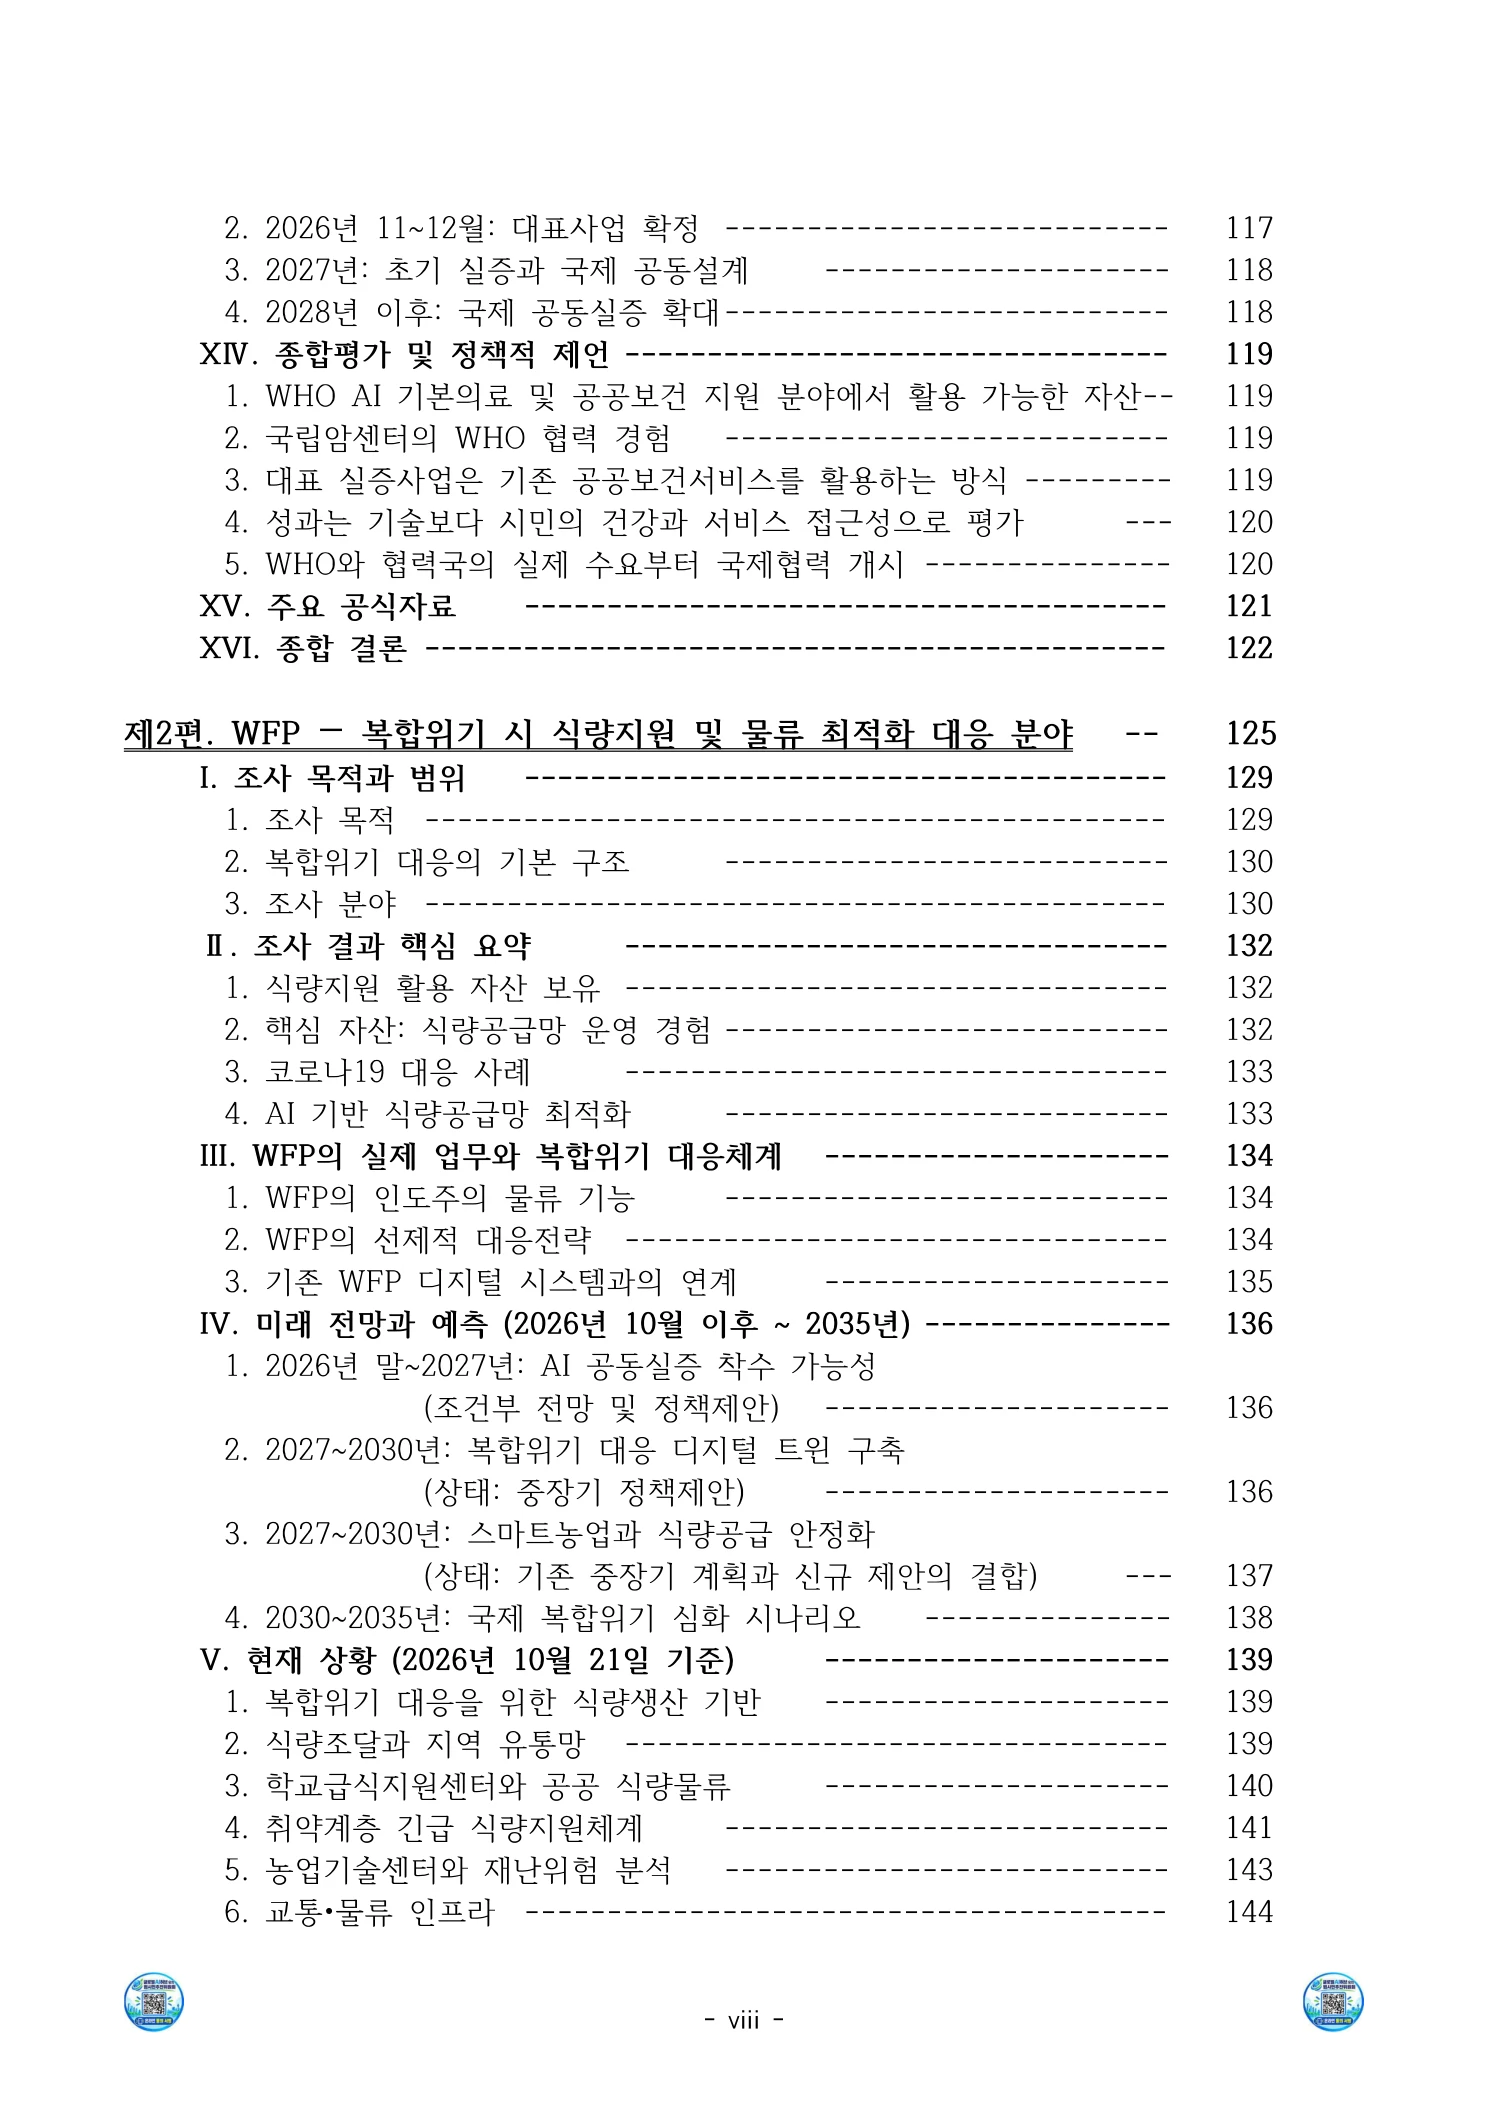 2. 2026년 11~12월: 대표사업 확정 --------------------------- 117
3. 2027년: 초기 실증과 국제 공동설계 --------------------- 118
4. 2028년 이후: 국제 공동실증 확대--------------------------- 118
XIV. 종합평가 및 정책적 제언 --------------------------------- 119
1. WHO AI 기본의료 및 공공보건 지원 분야에서 활용 가능한 자산-- 119
2. 국립암센터의 WHO 협력 경험 --------------------------- 119
3. 대표 실증사업은 기존 공공보건서비스를 활용하는 방식 --------- 119
4. 성과는 기술보다 시민의 건강과 서비스 접근성으로 평가 --- 120
5. WHO와 협력국의 실제 수요부터 국제협력 개시 --------------- 120
XV. 주요 공식자료 --------------------------------------- 121
XVI. 종합 결론 --------------------------------------------- 122
제2편. WFP - 복합위기 시 식량지원 및 물류 최적화 대응 분야 -- 125
I. 조사 목적과 범위 --------------------------------------- 129
1. 조사 목적 --------------------------------------------- 129
2. 복합위기 대응의 기본 구조 --------------------------- 130
3. 조사 분야 --------------------------------------------- 130
Ⅱ. 조사 결과 핵심 요약 --------------------------------- 132
1. 식량지원 활용 자산 보유 --------------------------------- 132
2. 핵심 자산: 식량공급망 운영 경험 --------------------------- 132
3. 코로나19 대응 사례 --------------------------------- 133
4. AI 기반 식량공급망 최적화 --------------------------- 133
III. WFP의 실제 업무와 복합위기 대응체계 --------------------- 134
1. WFP의 인도주의 물류 기능 --------------------------- 134
2. WFP의 선제적 대응전략 --------------------------------- 134
3. 기존 WFP 디지털 시스템과의 연계 --------------------- 135
IV. 미래 전망과 예측 (2026년 10월 이후 ~ 2035년) --------------- 136
1. 2026년 말~2027년: AI 공동실증 착수 가능성
(조건부 전망 및 정책제안) --------------------- 136
2. 2027~2030년: 복합위기 대응 디지털 트윈 구축
(상태: 중장기 정책제안) --------------------- 136
3. 2027~2030년: 스마트농업과 식량공급 안정화
(상태: 기존 중장기 계획과 신규 제안의 결합) --- 137
4. 2030~2035년: 국제 복합위기 심화 시나리오 --------------- 138
V. 현재 상황 (2026년 10월 21일 기준) --------------------- 139
1. 복합위기 대응을 위한 식량생산 기반 --------------------- 139
2. 식량조달과 지역 유통망 --------------------------------- 139
3. 학교급식지원센터와 공공 식량물류 --------------------- 140
4. 취약계층 긴급 식량지원체계 --------------------------- 141
5. 농업기술센터와 재난위험 분석 --------------------------- 143
6. 교통•물류 인프라 --------------------------------------- 144
- viii -